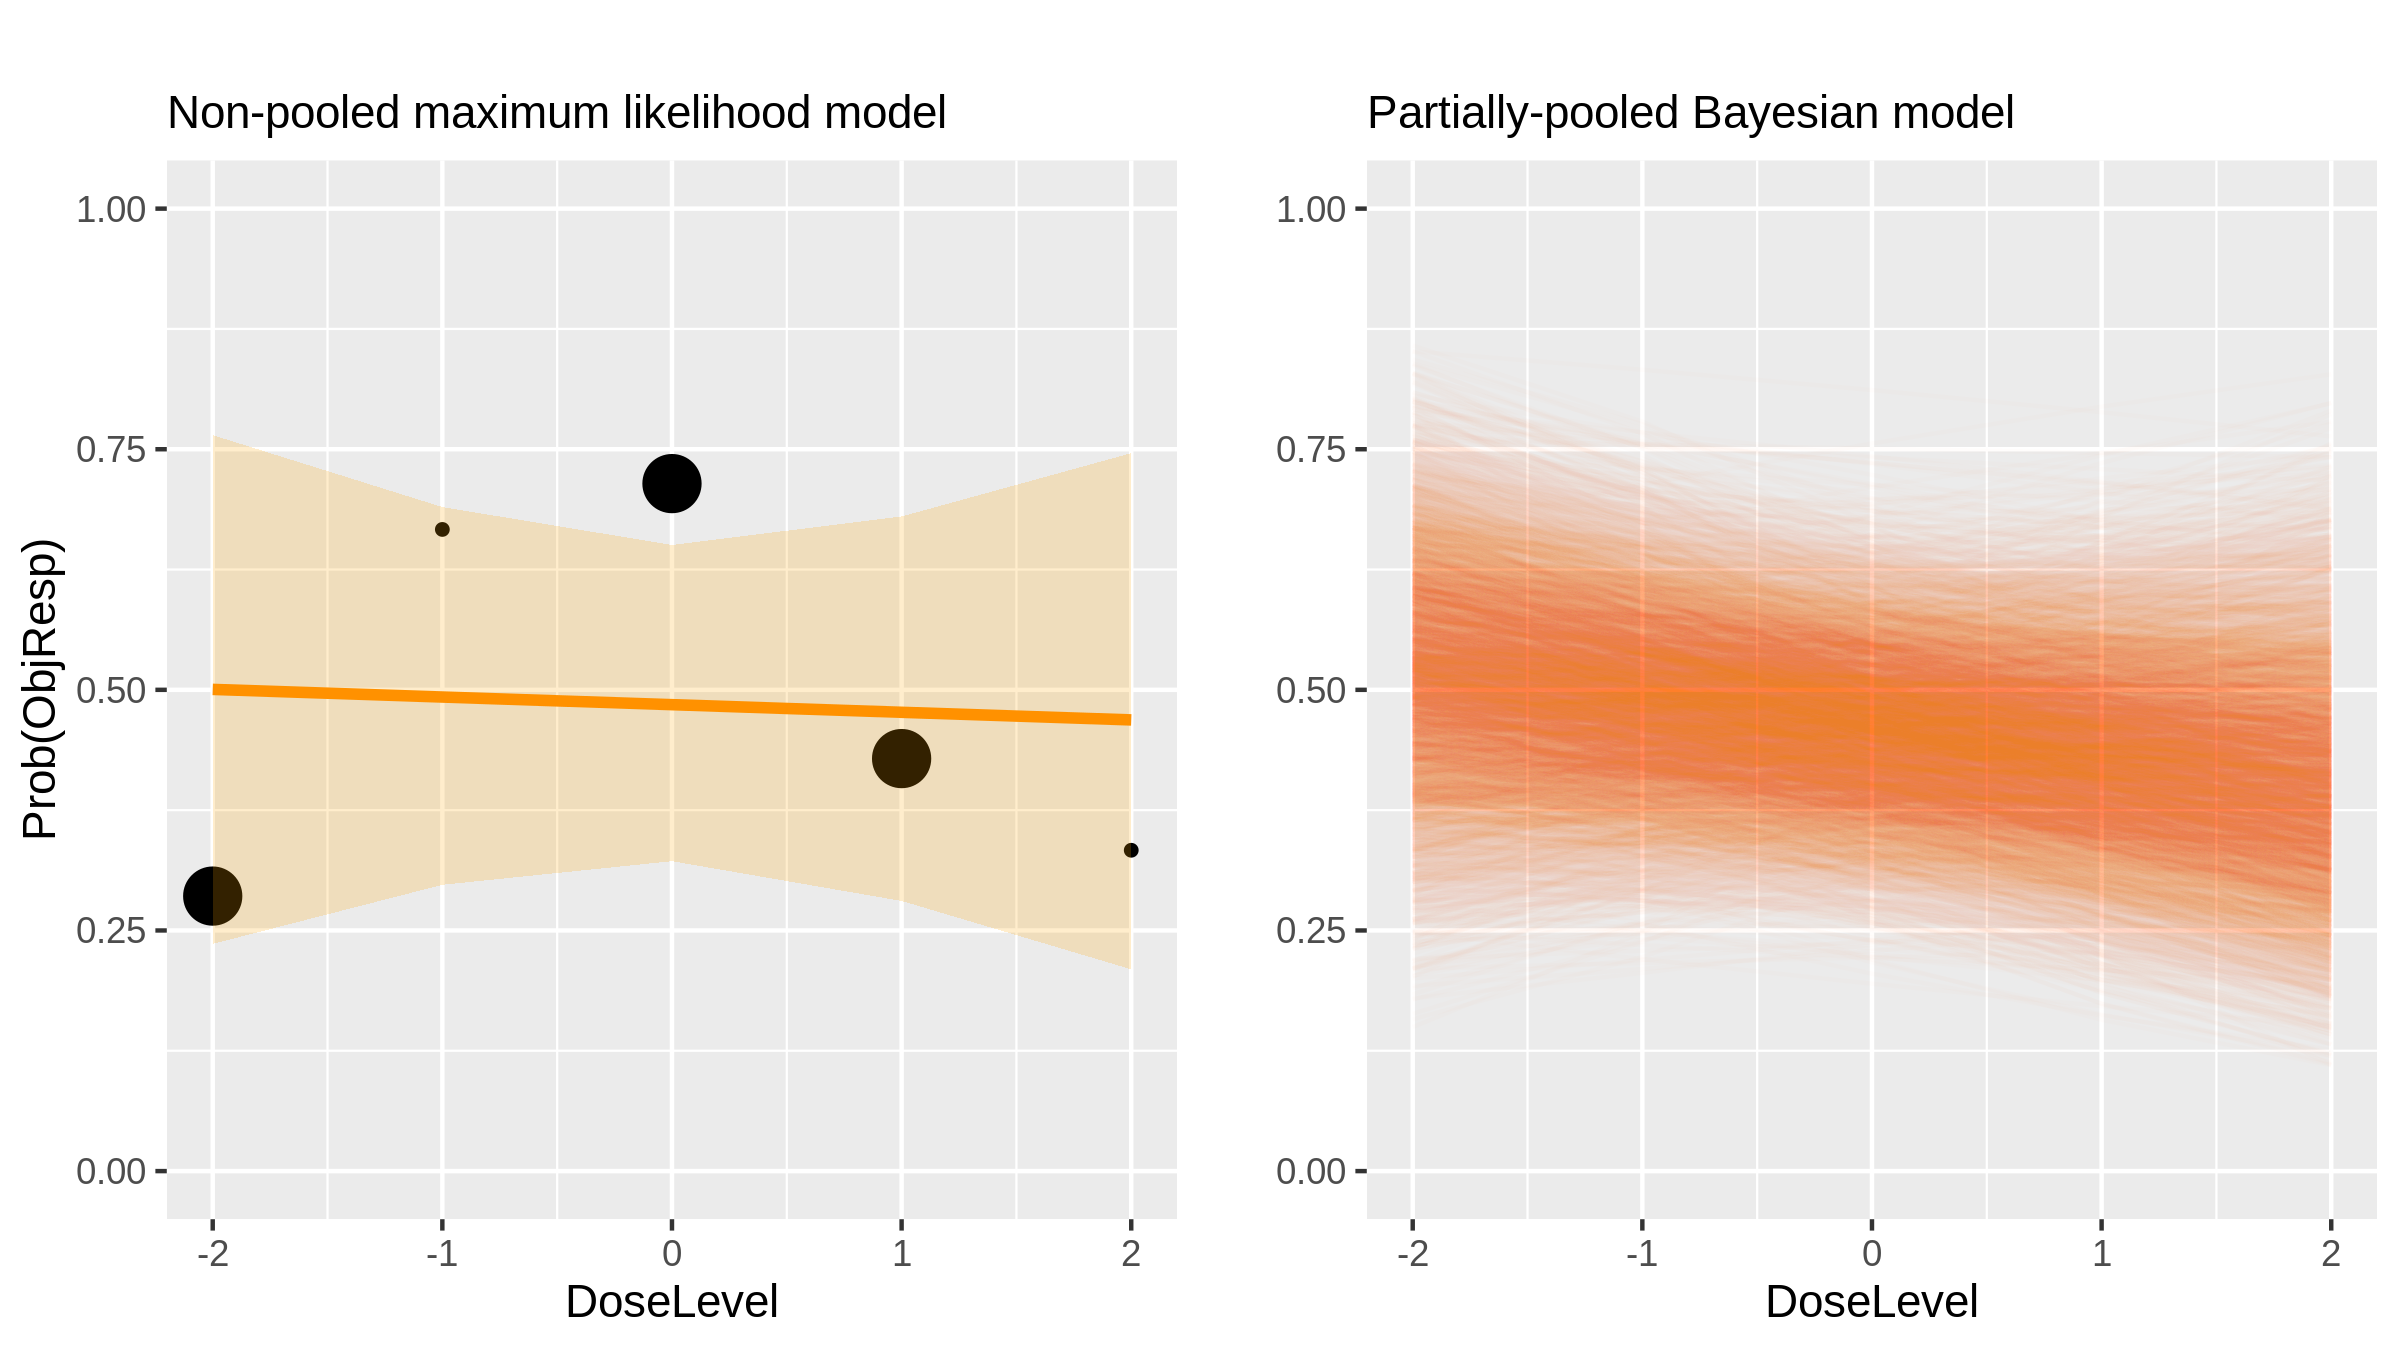 Non-pooled maximum likelihood model
Prob(ObjResp)
1.00
0.75
0.50
0.25
0.00
-2 -1 0 1 2
DoseLevel
Partially-pooled Bayesian model
1.00
0.75
0.50
0.25
0.00
-2 -1 0 1 2
DoseLevel